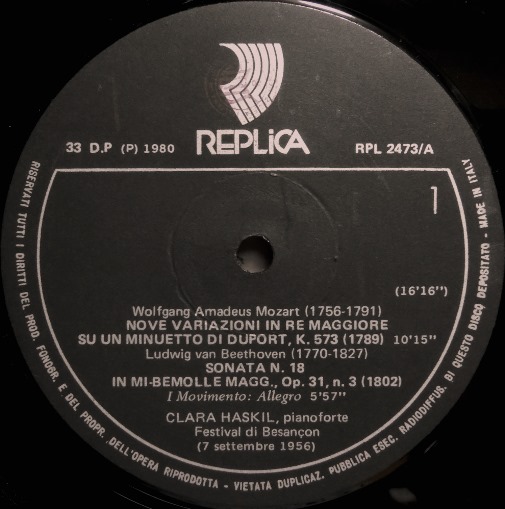 REPLICA
33 D.P (P) 1980
RPL 2473/A
1
(16'16")
Wolfgang Amadeus Mozart (1756-1791)
NOVE VARIAZIONI IN RE MAGGIORE
SU UN MINUETTO DI DUPORT, K. 573 (1789) 10'15"
Ludwig van Beethoven (1770-1827)
SONATA N. 18
IN MI-BEMOLLE MAGG., Op. 31, n. 3 (1802)
I Movimento: Allegro 5'57"
CLARA HASKIL, pianoforte
Festival di Besançon
(7 settembre 1956)
RISERVATI TUTTI I DIRITTI DEL PROD. FONOGR. E DEL PROPR. DELL'OPERA RIPRODOTTA - VIETATA DUPLICAZ. PUBBLICA ESEC. RADIODIFFUS. DI QUESTO DISCO DEPOSITATO - MADE IN ITALY